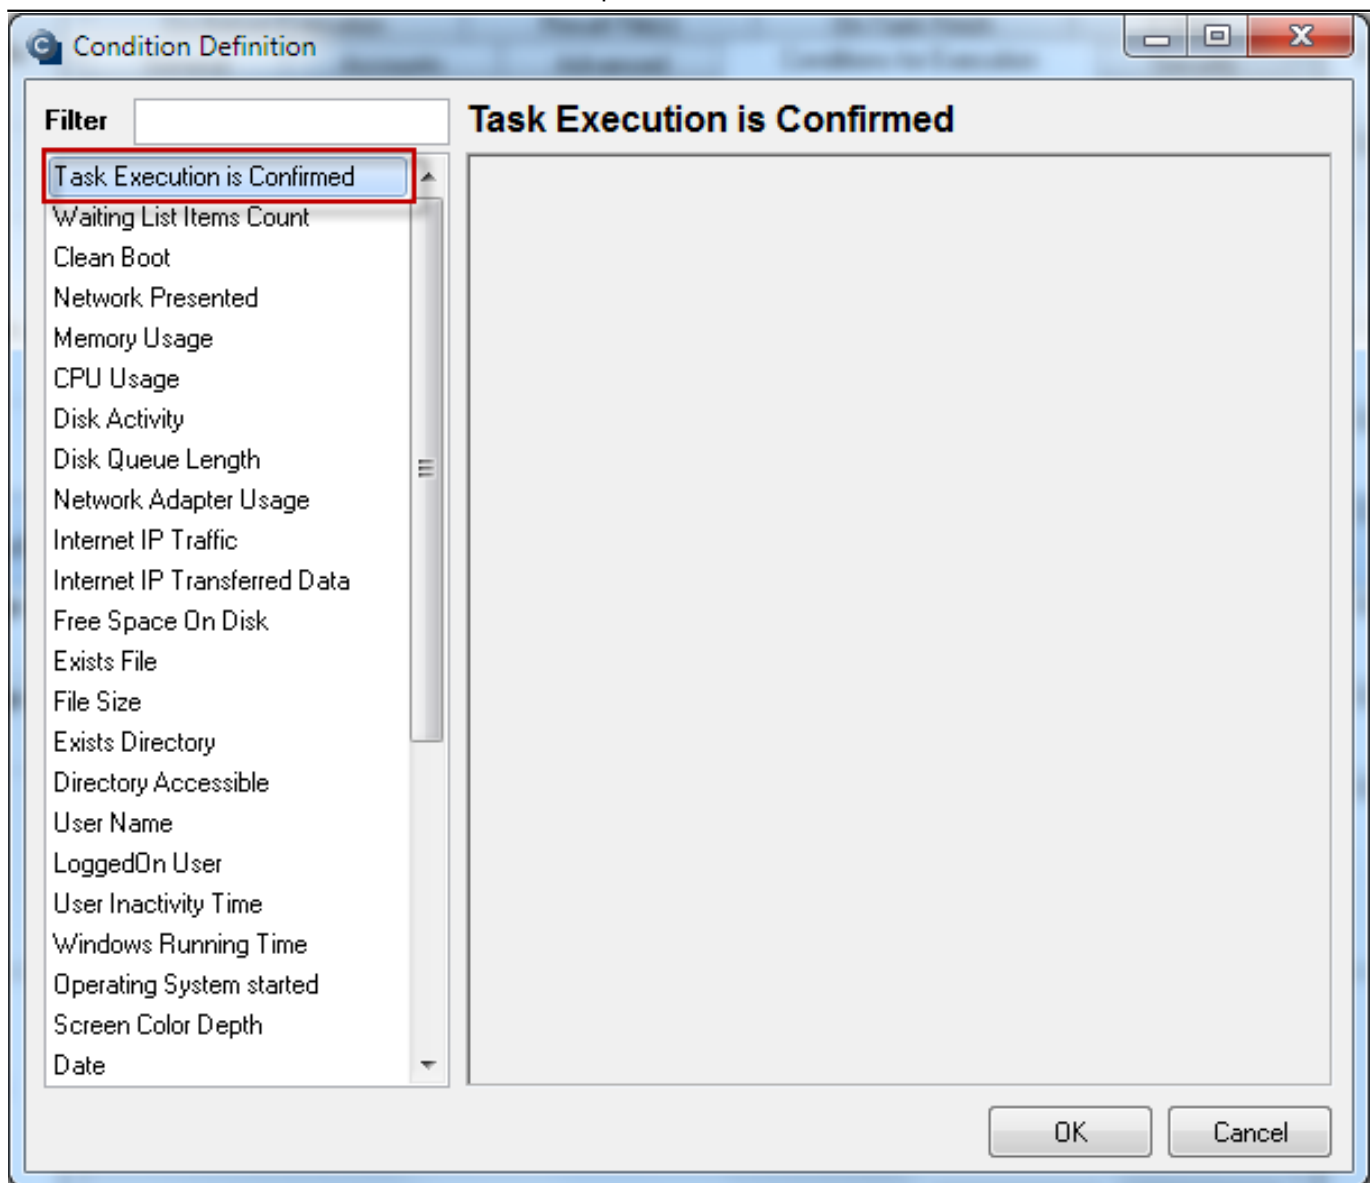 Condition Definition
Filter
Task Execution is Confirmed
Task Execution is Confirmed
Waiting List Items Count
Clean Boot
Network Presented
Memory Usage
CPU Usage
Disk Activity
Disk Queue Length
Network Adapter Usage
Internet IP Traffic
Internet IP Transferred Data
Free Space On Disk
Exists File
File Size
Exists Directory
Directory Accessible
User Name
LoggedOn User
User Inactivity Time
Windows Running Time
Operating System started
Screen Color Depth
Date
OK
Cancel